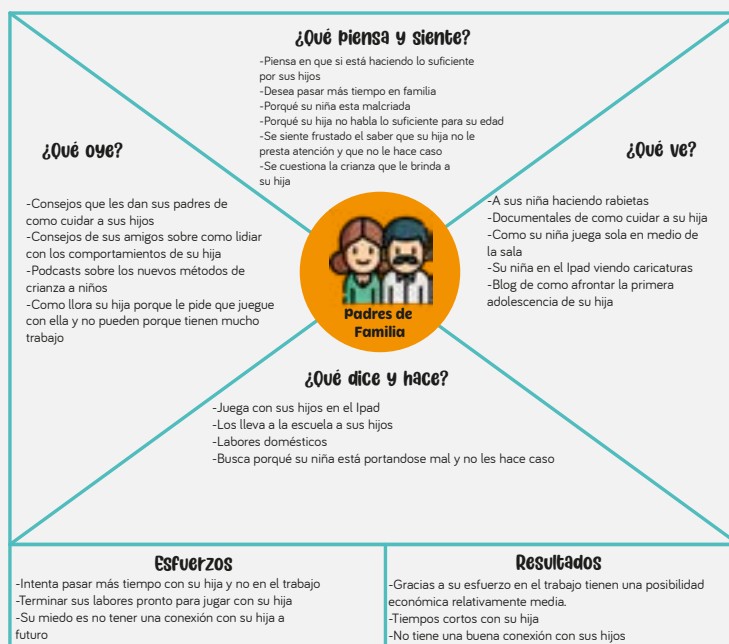 ¿Qué piensa y siente?
-Piensa en que si está haciendo lo suficiente
por sus hijos
-Desea pasar más tiempo en familia
-Porqué su niña esta malcriada
-Porqué su hija no habla lo suficiente para su edad
-Se siente frustado el saber que su hija no le
presta atención y que no le hace caso
-Se cuestiona la crianza que le brinda a
su hija
¿Qué oye?
-Consejos que les dan sus padres de
como cuidar a sus hijos
-Consejos de sus amigos sobre como lidiar
con los comportamientos de su hija
-Podcasts sobre los nuevos métodos de
crianza a niños
-Como llora su hija porque le pide que juegue
con ella y no pueden porque tienen mucho
trabajo
¿Qué ve?
-A sus niña haciendo rabietas
-Documentales de como cuidar a su hija
-Como su niña juega sola en medio de
la sala
-Su niña en el Ipad viendo caricaturas
-Blog de como afrontar la primera
adolescencia de su hija
Padres de
Familia
¿Qué dice y hace?
-Juega con sus hijos en el Ipad
-Los lleva a la escuela a sus hijos
-Labores domésticos
-Busca porqué su niña está portandose mal y no les hace caso
Esfuerzos
-Intenta pasar más tiempo con su hija y no en el trabajo
-Terminar sus labores pronto para jugar con su hija
-Su miedo es no tener una conexión con su hija a
futuro
Resultados
-Gracias a su esfuerzo en el trabajo tienen una posibilidad
económica relativamente media.
-Tiempos cortos con su hija
-No tiene una buena conexión con sus hijos